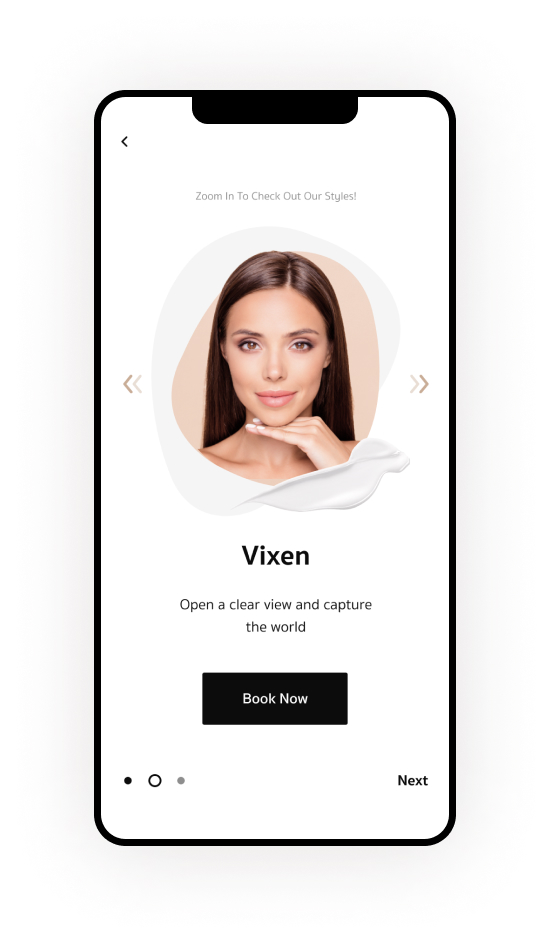 Zoom In To Check Out Our Styles!
Vixen
Open a clear view and capture
the world
Book Now
Next